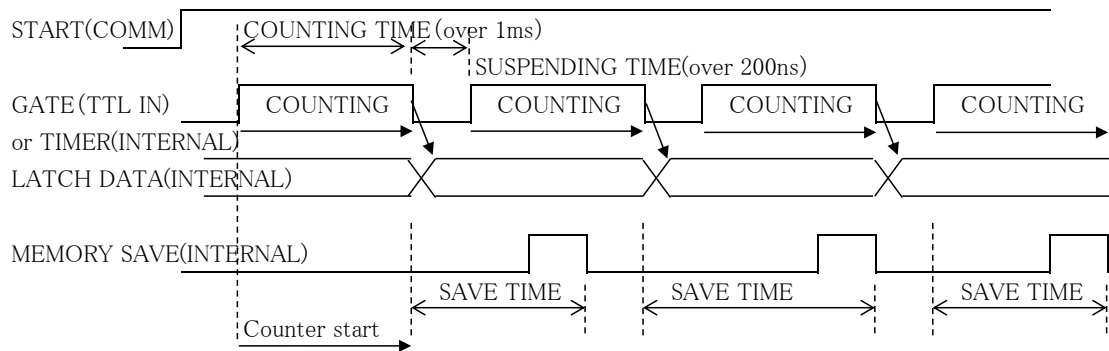 START(COMM)
COUNTING TIME(over 1ms)
SUSPENDING TIME(over 200ns)
GATE(TTL IN)
COUNTING
COUNTING
COUNTING
COUNTING
or TIMER(INTERNAL)
LATCH DATA(INTERNAL)
MEMORY SAVE(INTERNAL)
SAVE TIME
SAVE TIME
SAVE TIME
Counter start